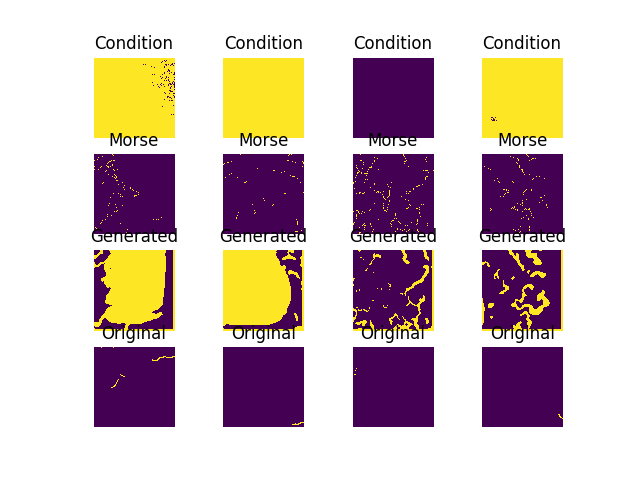 Condition Condition Condition Condition
Morse Morse Morse Morse
Generated Generated Generated Generated
Original Original Original Original